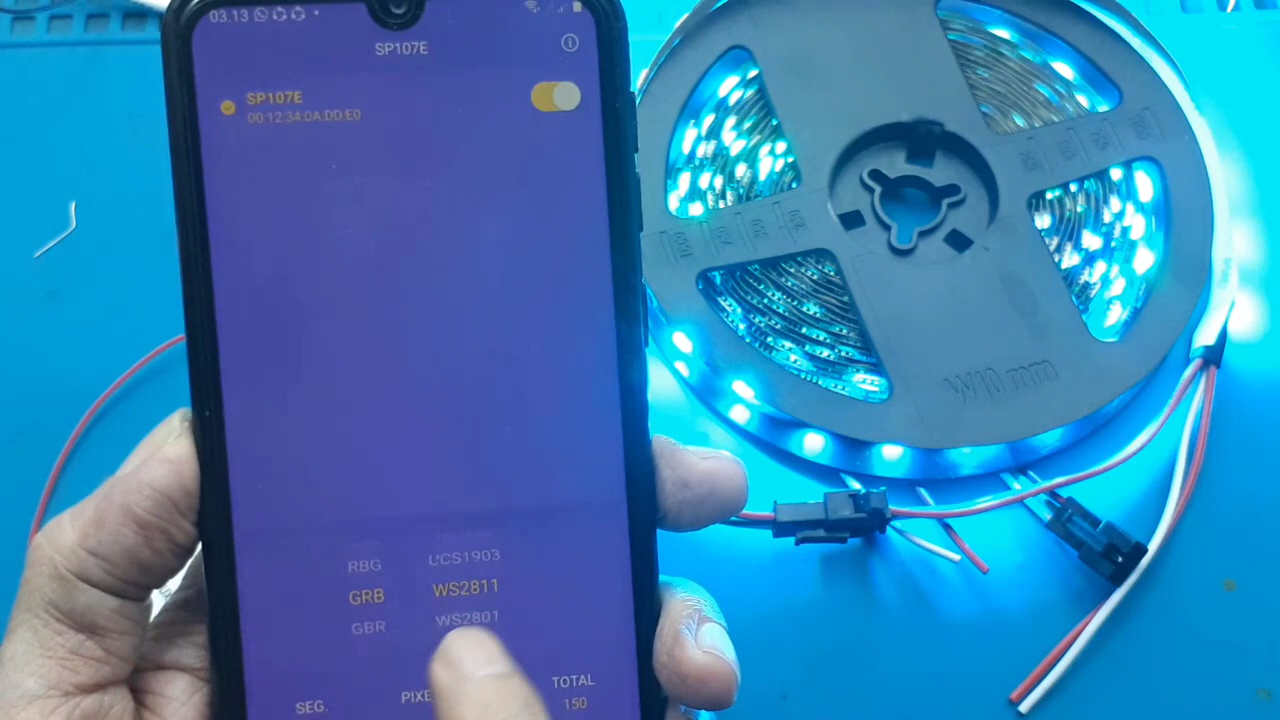 03.13
SP107E
SP107E
00 12:34:0A:DD:E0
RBG UCS1903
GRB WS2811
GBR WS2801
SEG. TOTAL
150
W10 mm